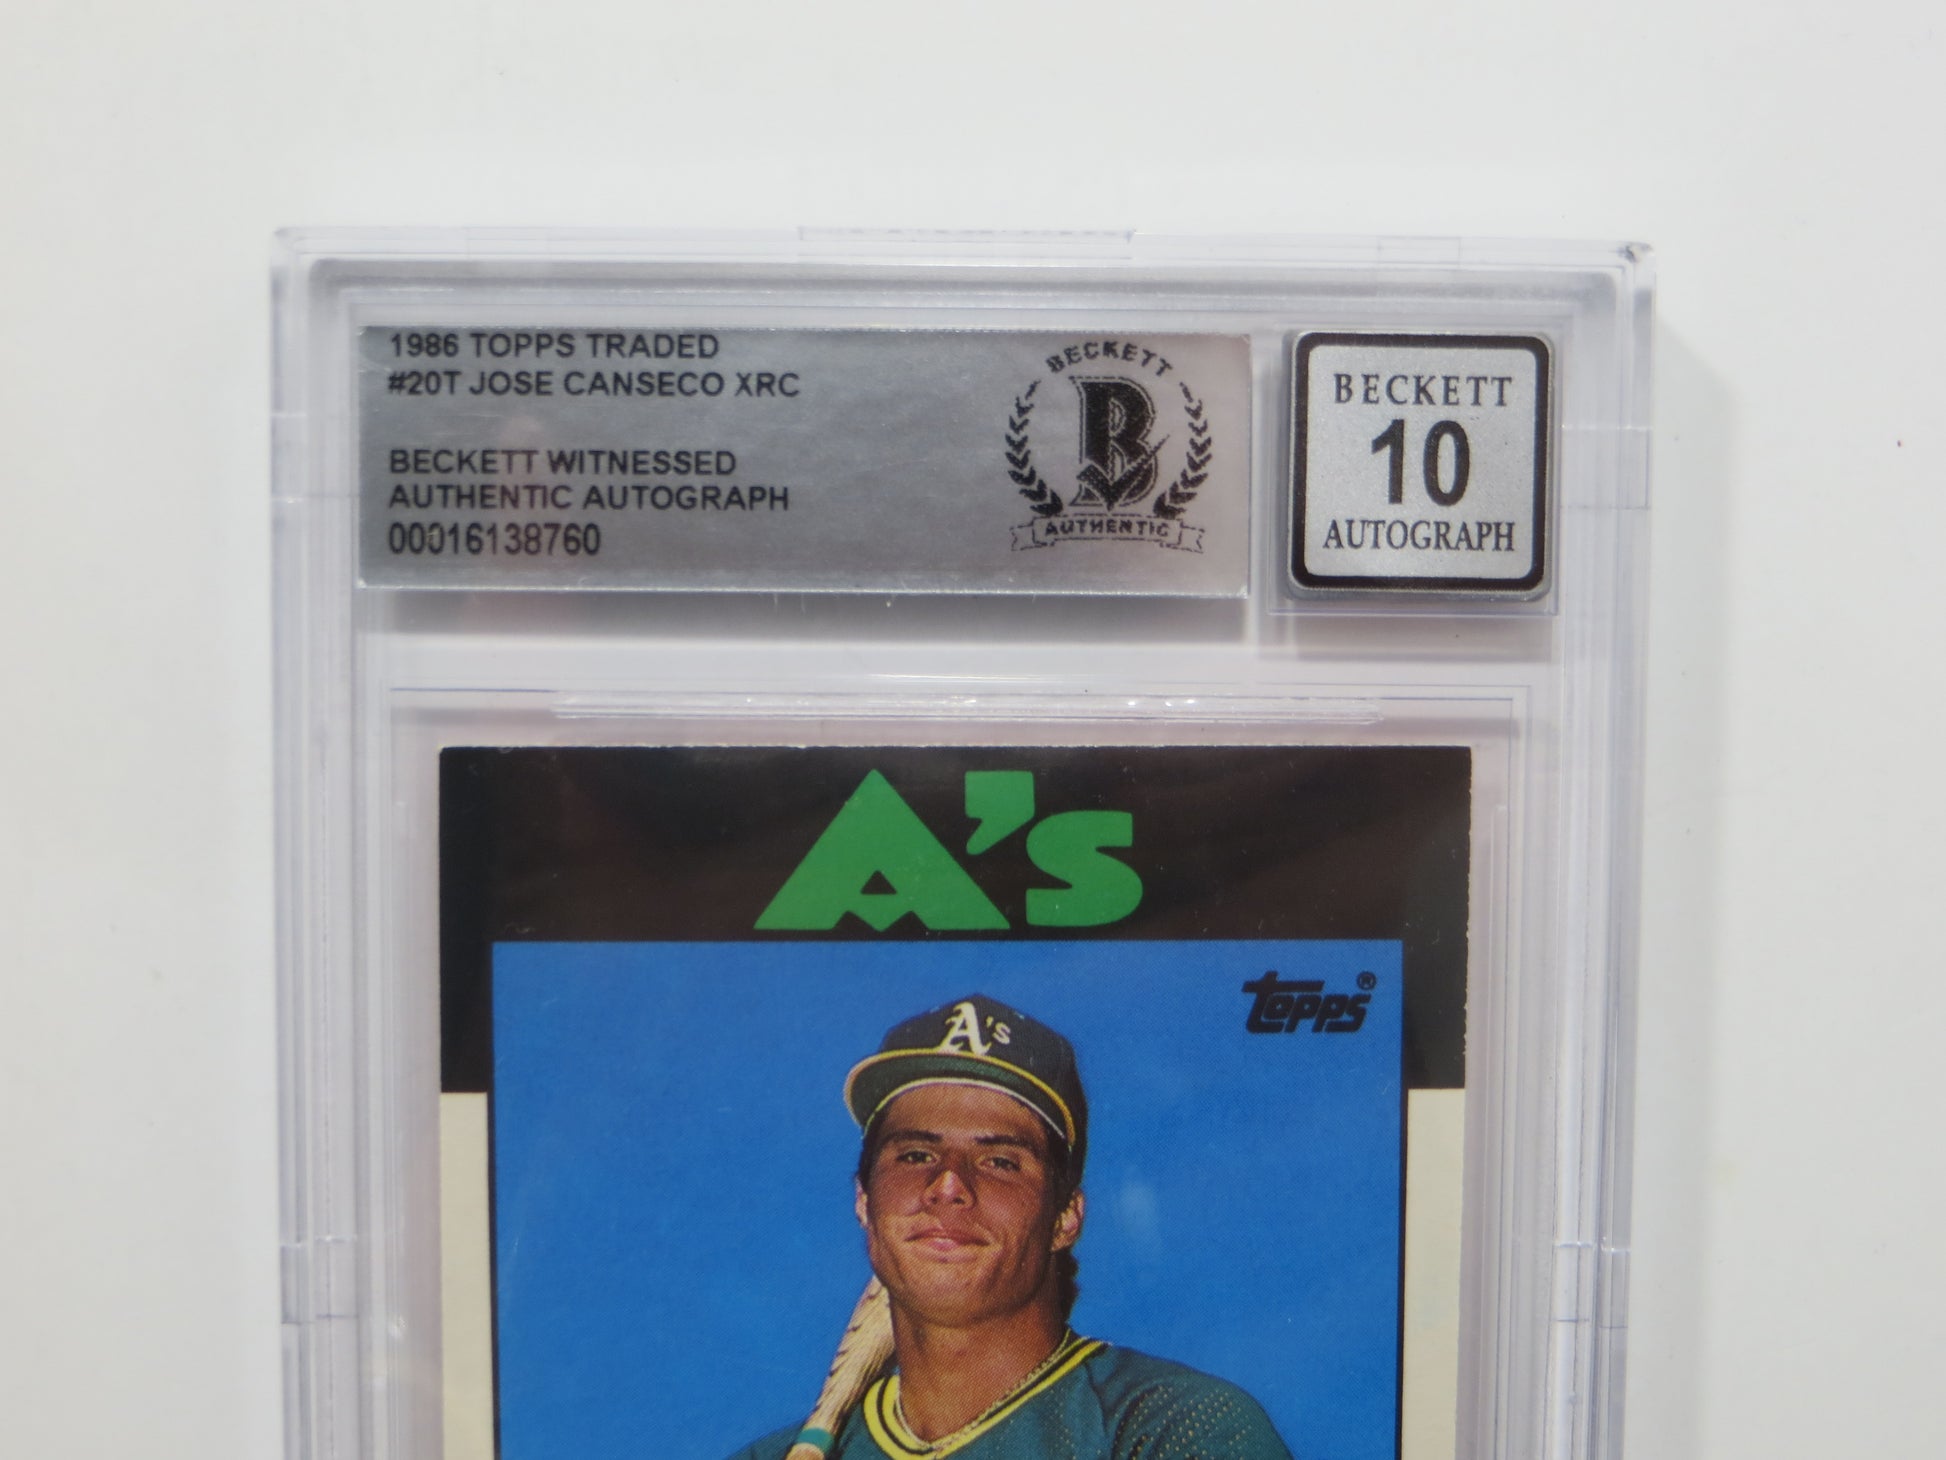 1986 TOPPS TRADED
#20T JOSE CANSECO XRC
BECKETT WITNESSED
AUTHENTIC AUTOGRAPH
00016138760
BECKETT
B
AUTHENTIC
BECKETT
10
AUTOGRAPH
A's
topps®
A's